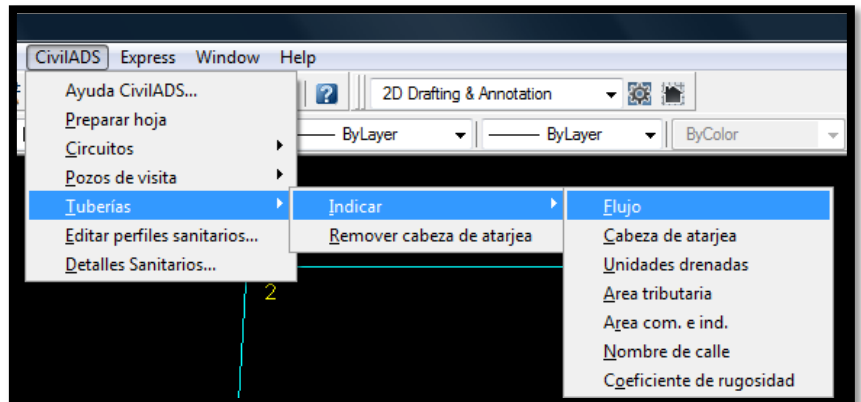 CivilADS Express Window Help
2D Drafting & Annotation
ByLayer ByLayer ByColor
Ayuda CivilADS...
Preparar hoja
Circuitos
Pozos de visita
Tuberías
Editar perfiles sanitarios...
Detalles Sanitarios...
Indicar
Remover cabeza de atarjea
Flujo
Cabeza de atarjea
Unidades drenadas
Area tributaria
Area com. e ind.
Nombre de calle
Coeficiente de rugosidad
2